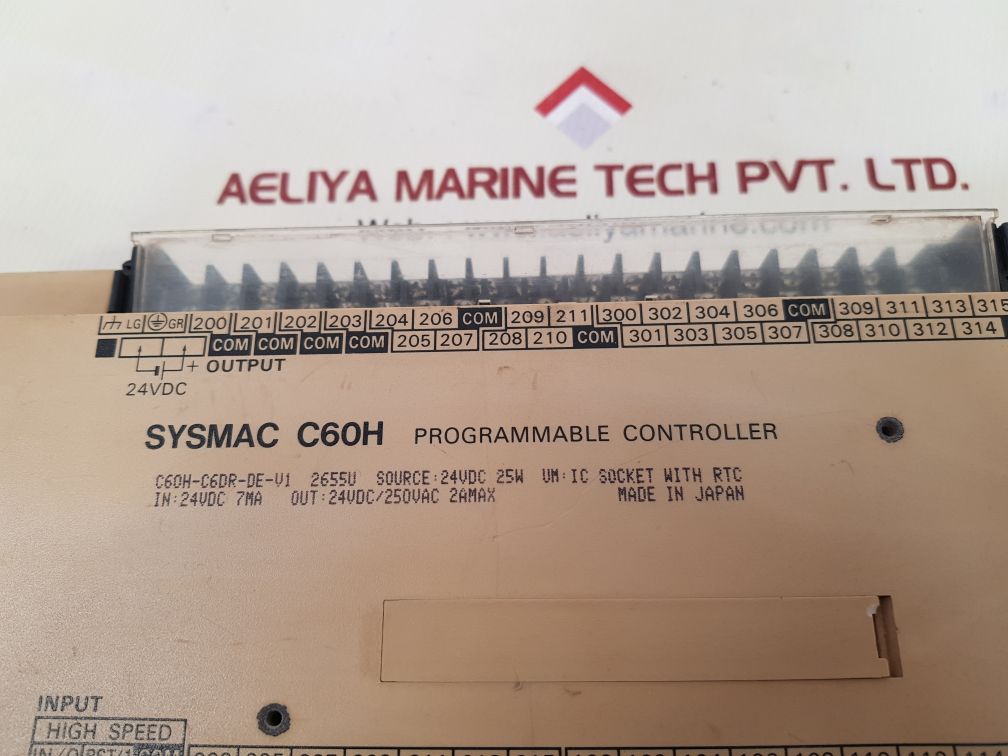 AELIYA MARINE TECH PVT. LTD.
LG GR 200 201 202 203 204 206 COM 209 211 300 302 304 306 COM 309 311 313 315
COM COM COM COM 205 207 208 210 COM 301 303 305 307 308 310 312 314
+ OUTPUT
24VDC
SYSMAC C60H PROGRAMMABLE CONTROLLER
C60H-C6DR-DE-V1 2655U SOURCE:24VDC 25W UM:IC SOCKET WITH RTC
IN:24VDC 7MA OUT:24VDC/250VAC 2AMAX MADE IN JAPAN
INPUT
HIGH SPEED